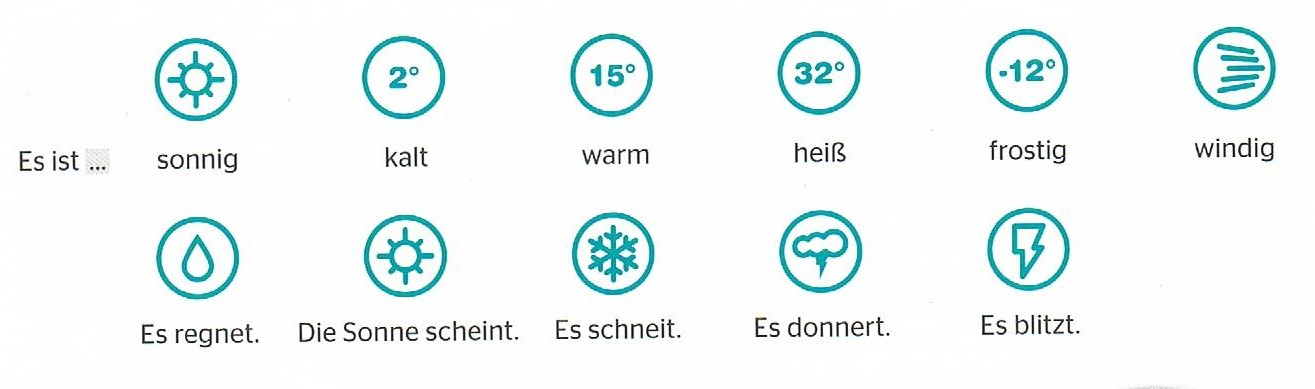 2° 15° 32° -12°
Es ist ... sonnig kalt warm heiß frostig windig
Es regnet. Die Sonne scheint. Es schneit. Es donnert. Es blitzt.